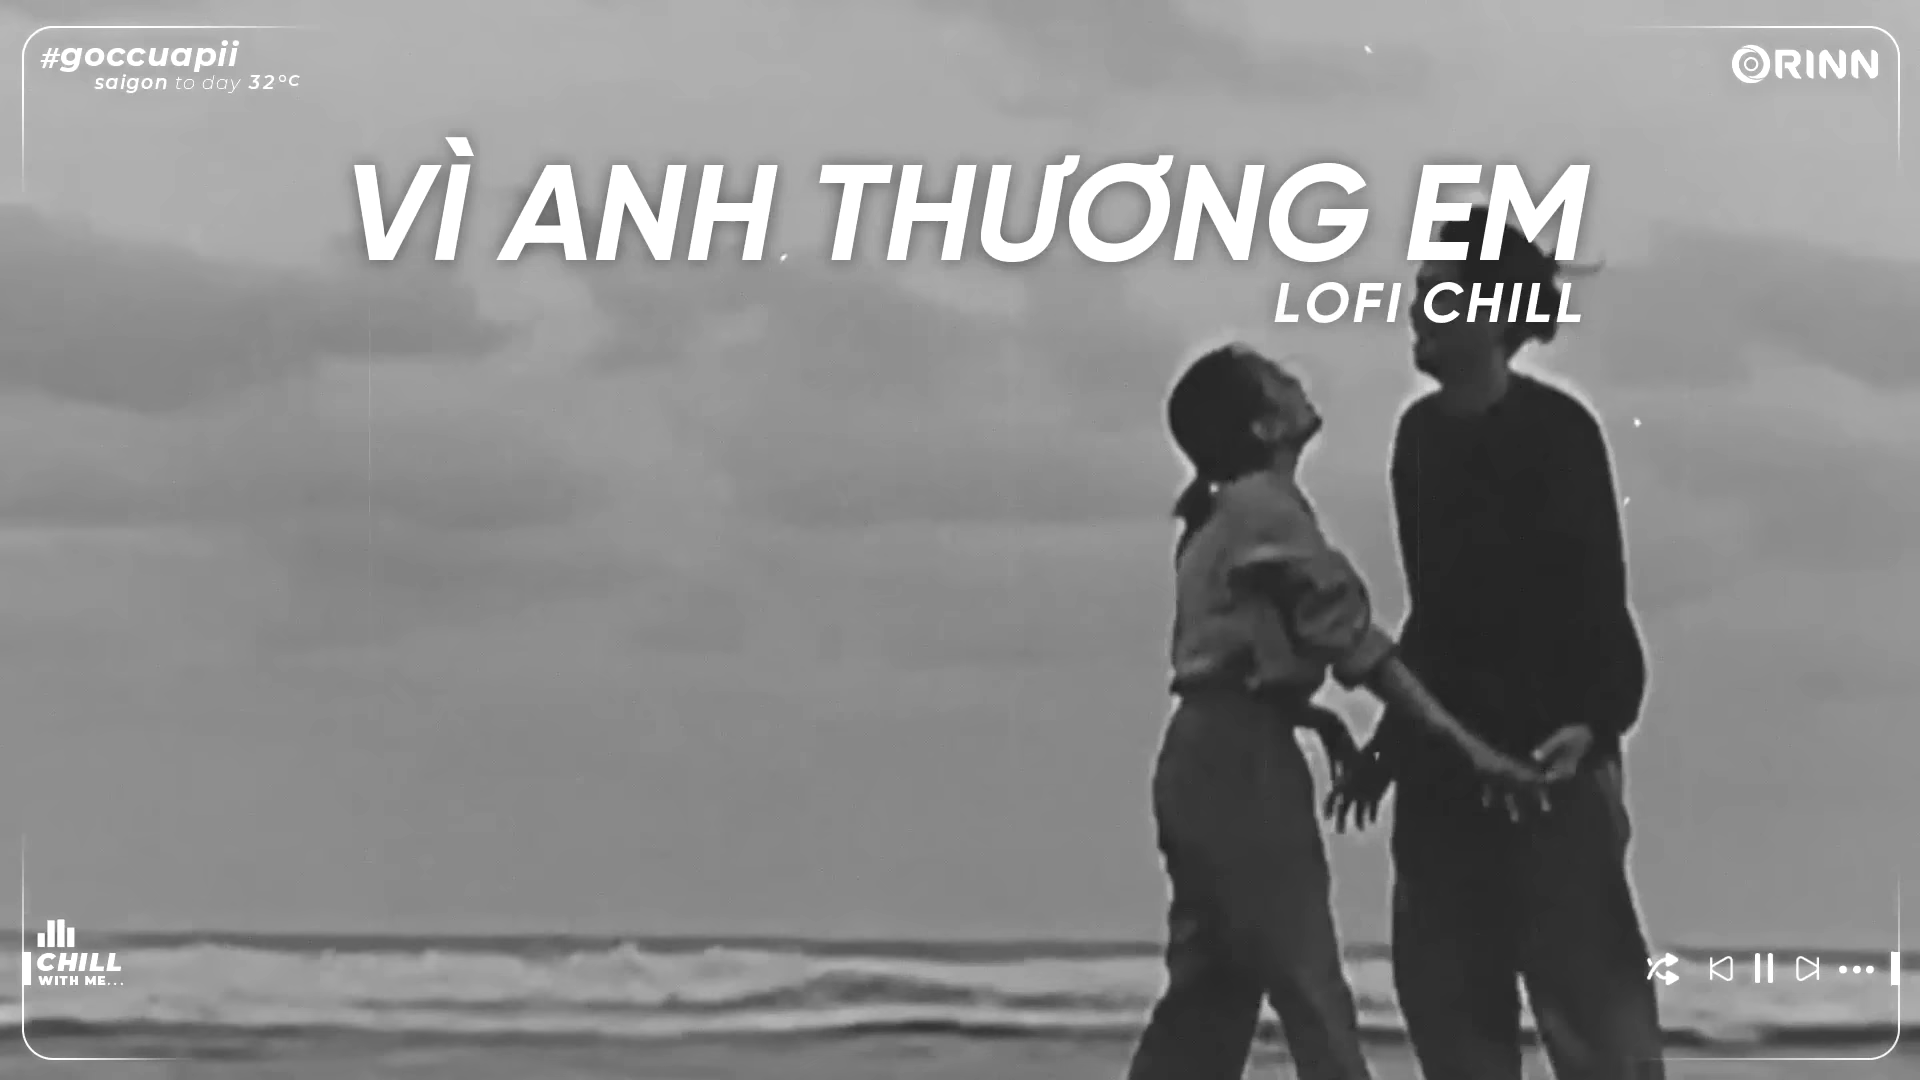 #goccuapii
saigon to day 32°C
ORINN
VÌ ANH THƯƠNG EM
LOFI CHILL
CHILL
WITH ME...